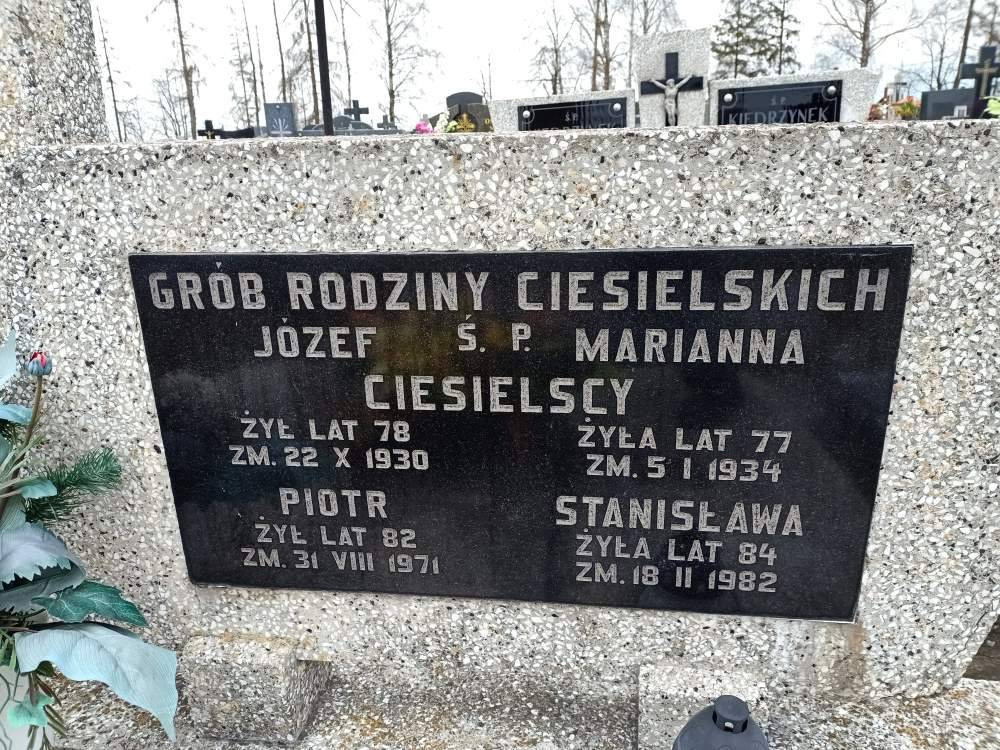 GRÓB RODZINY CIESIELSKICH
JÓZEF Ś. P. MARIANNA
CIESIELSCY
ŻYŁ LAT 78
ZM. 22 X 1930
ŻYŁA LAT 77
ZM. 5 I 1934
PIOTR
ŻYŁ LAT 82
ZM. 31 VIII 1971
STANISŁAWA
ŻYŁA LAT 84
ZM. 18 II 1982
Ś. P.
Ś. P.
KIEDRZYNEK